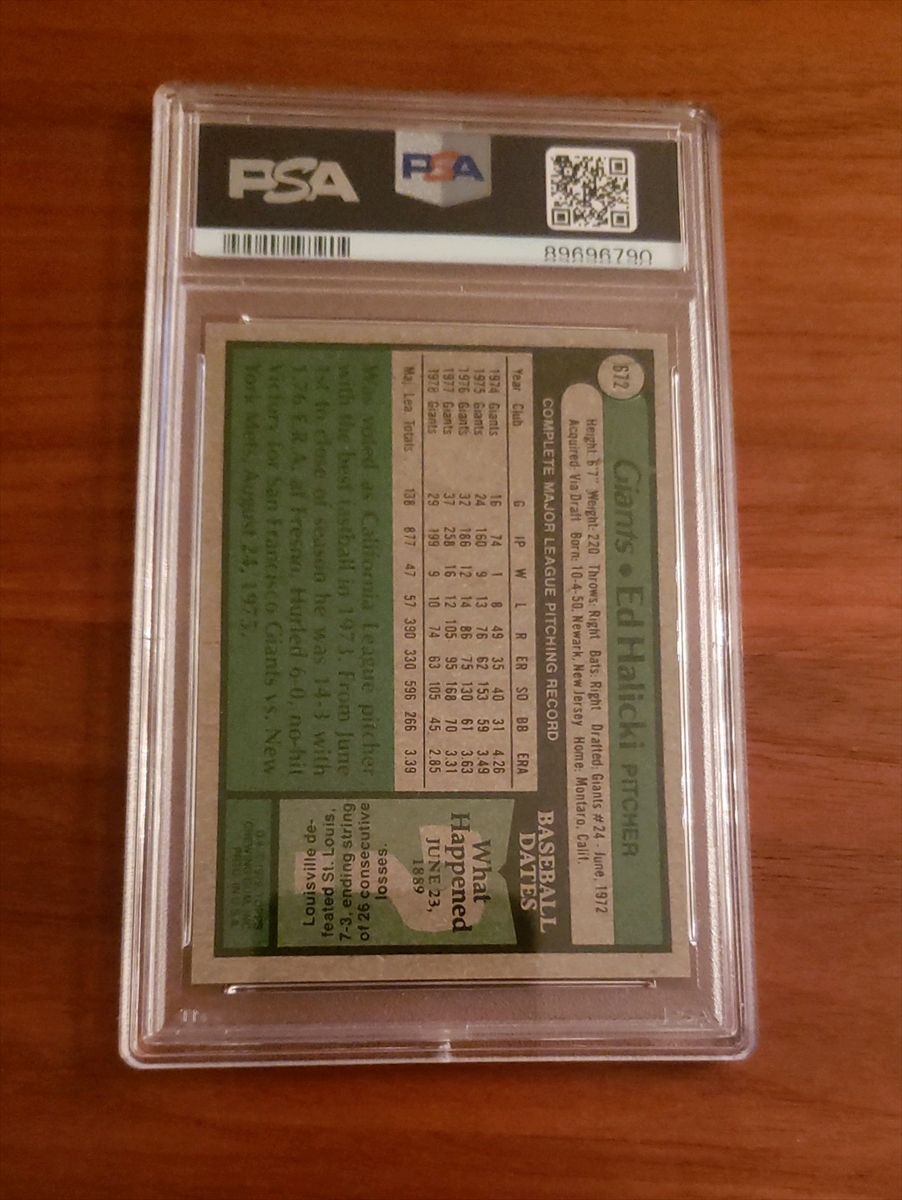 PSA
PSA
89696790
672
Giants • Ed Halicki PITCHER
Height: 6'7" Weight: 220 Throws: Right Bats: Right Drafted: Giants #24 - June, 1972
Acquired: Via Draft Born: 10-4-50, Newark, New Jersey Home: Montaro, Calif.
COMPLETE MAJOR LEAGUE PITCHING RECORD
Year Club G IP W L R ER SO BB ERA
1974 Giants 16 74 1 8 49 35 40 31 4.26
1975 Giants 24 160 9 13 76 62 153 59 3.49
1976 Giants 32 186 12 14 86 75 130 61 3.63
1977 Giants 37 258 16 12 105 95 168 70 3.31
1978 Giants 29 199 9 10 74 63 105 45 2.85
Maj. Lea. Totals 138 877 47 57 390 330 596 266 3.39
Was voted as California League pitcher
with the best fastball in 1973. From June
1st to of season he was 14-3 with
1.76 E.R. at Fresno. Hurled 6-0, no-hit
Victory for San Francisco Giants vs. New
York Mets, August 24, 1975.
BASEBALL
DATES
What
Happened
JUNE 23,
1889
Louisville de-
feated St. Louis,
7-3, ending string
of 26 consecutive
losses.
TOPPS
CHEWING GUM, INC.
PRTD. IN U.S.A.